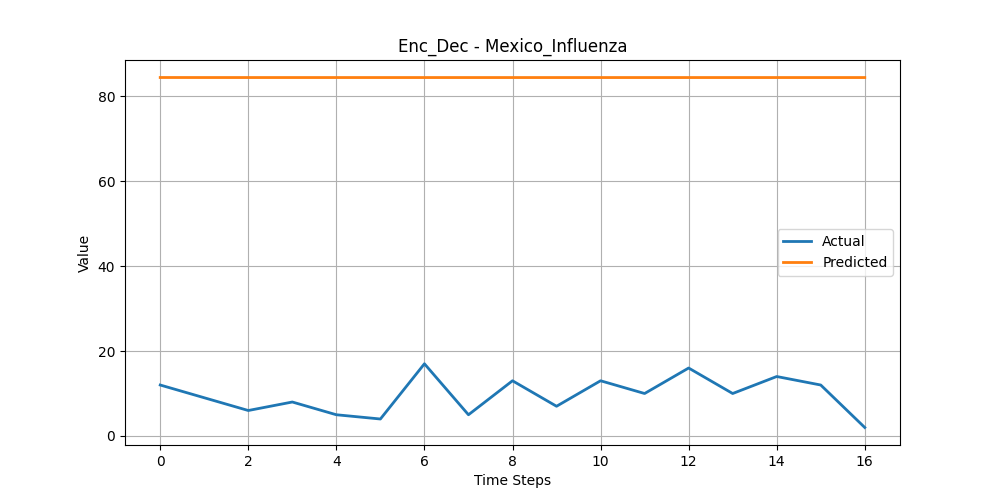 Enc_Dec - Mexico_Influenza
Value
80
60
40
20
0
Actual
Predicted
0 2 4 6 8 10 12 14 16
Time Steps